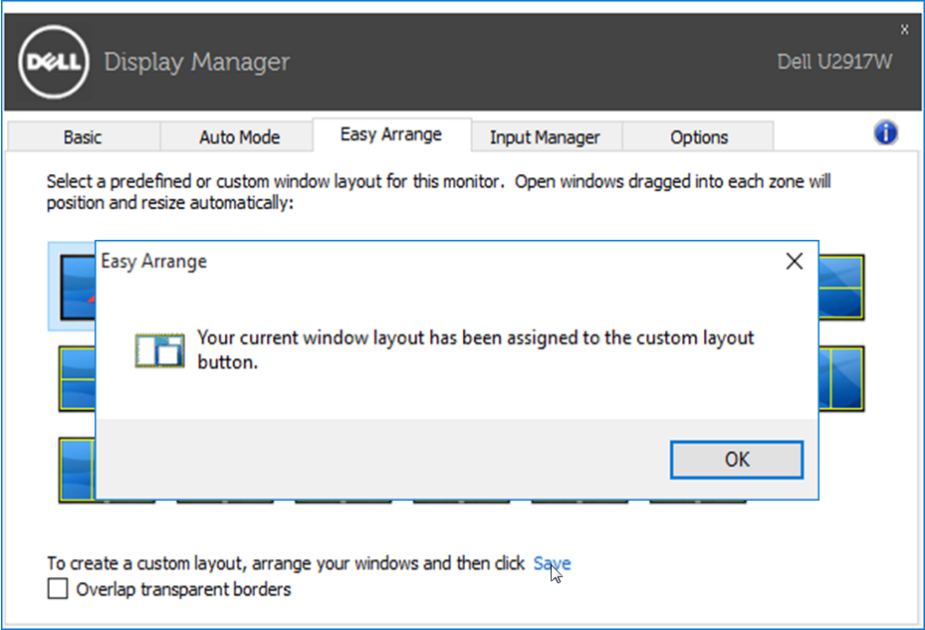 DELL
Display Manager
x
Dell U2917W
Basic
Auto Mode
Easy Arrange
Input Manager
Options
i
Select a predefined or custom window layout for this monitor. Open windows dragged into each zone will
position and resize automatically:
Easy Arrange
Your current window layout has been assigned to the custom layout
button.
OK
To create a custom layout, arrange your windows and then click Save
Overlap transparent borders